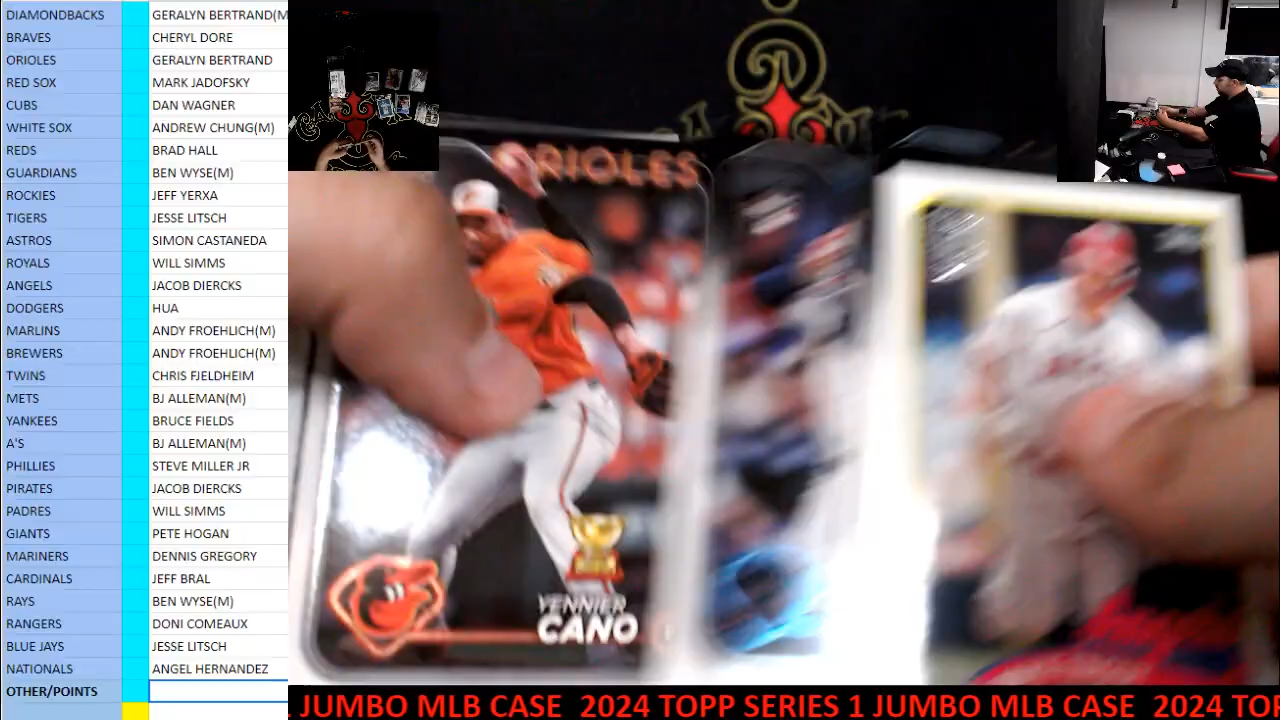 DIAMONDBACKS GERALYN BERTRAND(M
BRAVES CHERYL DORE
ORIOLES GERALYN BERTRAND
RED SOX MARK JADOFSKY
CUBS DAN WAGNER
WHITE SOX ANDREW CHUNG(M)
REDS BRAD HALL
GUARDIANS BEN WYSE(M)
ROCKIES JEFF YERXA
TIGERS JESSE LITSCH
ASTROS SIMON CASTANEDA
ROYALS WILL SIMMS
ANGELS JACOB DIERCKS
DODGERS HUA
MARLINS ANDY FROEHLICH(M)
BREWERS ANDY FROEHLICH(M)
TWINS CHRIS FJELDHEIM
METS BJ ALLEMAN(M)
YANKEES BRUCE FIELDS
A'S BJ ALLEMAN(M)
PHILLIES STEVE MILLER JR
PIRATES JACOB DIERCKS
PADRES WILL SIMMS
GIANTS PETE HOGAN
MARINERS DENNIS GREGORY
CARDINALS JEFF BRAL
RAYS BEN WYSE(M)
RANGERS DONI COMEAUX
BLUE JAYS JESSE LITSCH
NATIONALS ANGEL HERNANDEZ
OTHER/POINTS
ORIOLES
YENNIER
CANO
JUMBO MLB CASE 2024 TOPP SERIES 1 JUMBO MLB CASE 2024 TO